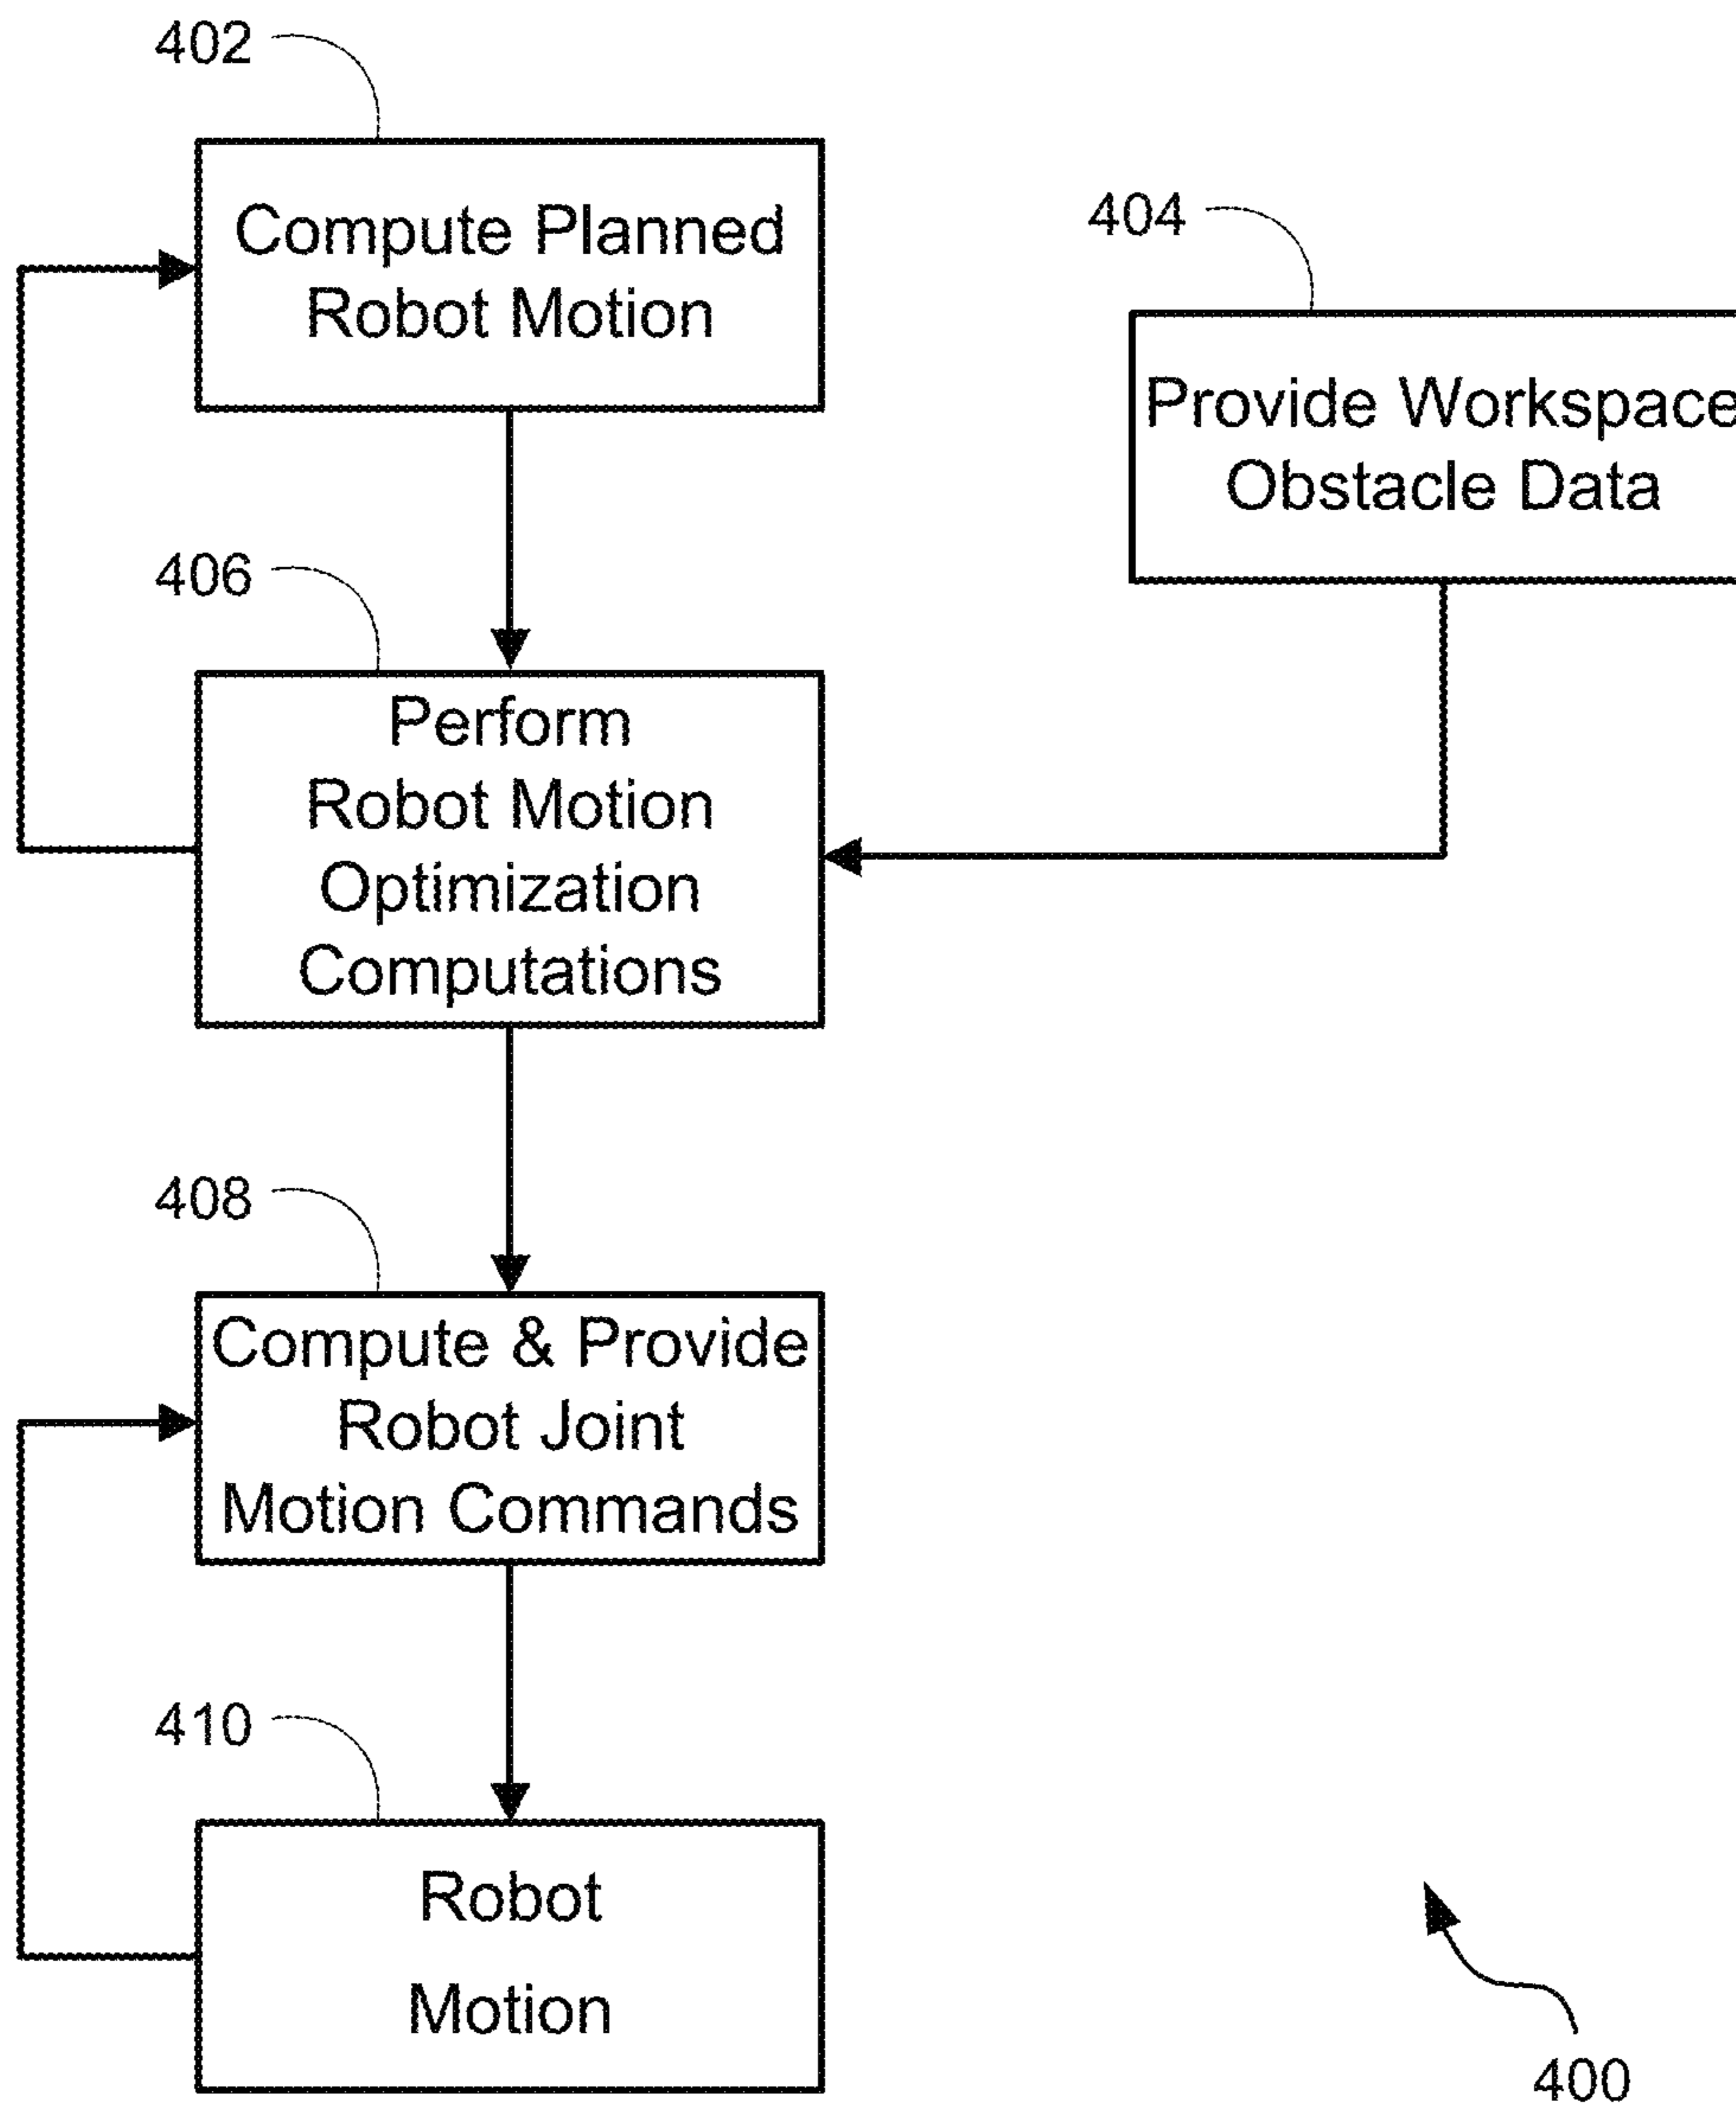 402
Compute Planned
Robot Motion
404
Provide Workspace
Obstacle Data
406
Perform
Robot Motion
Optimization
Computations
408
Compute & Provide
Robot Joint
Motion Commands
410
Robot
Motion
400